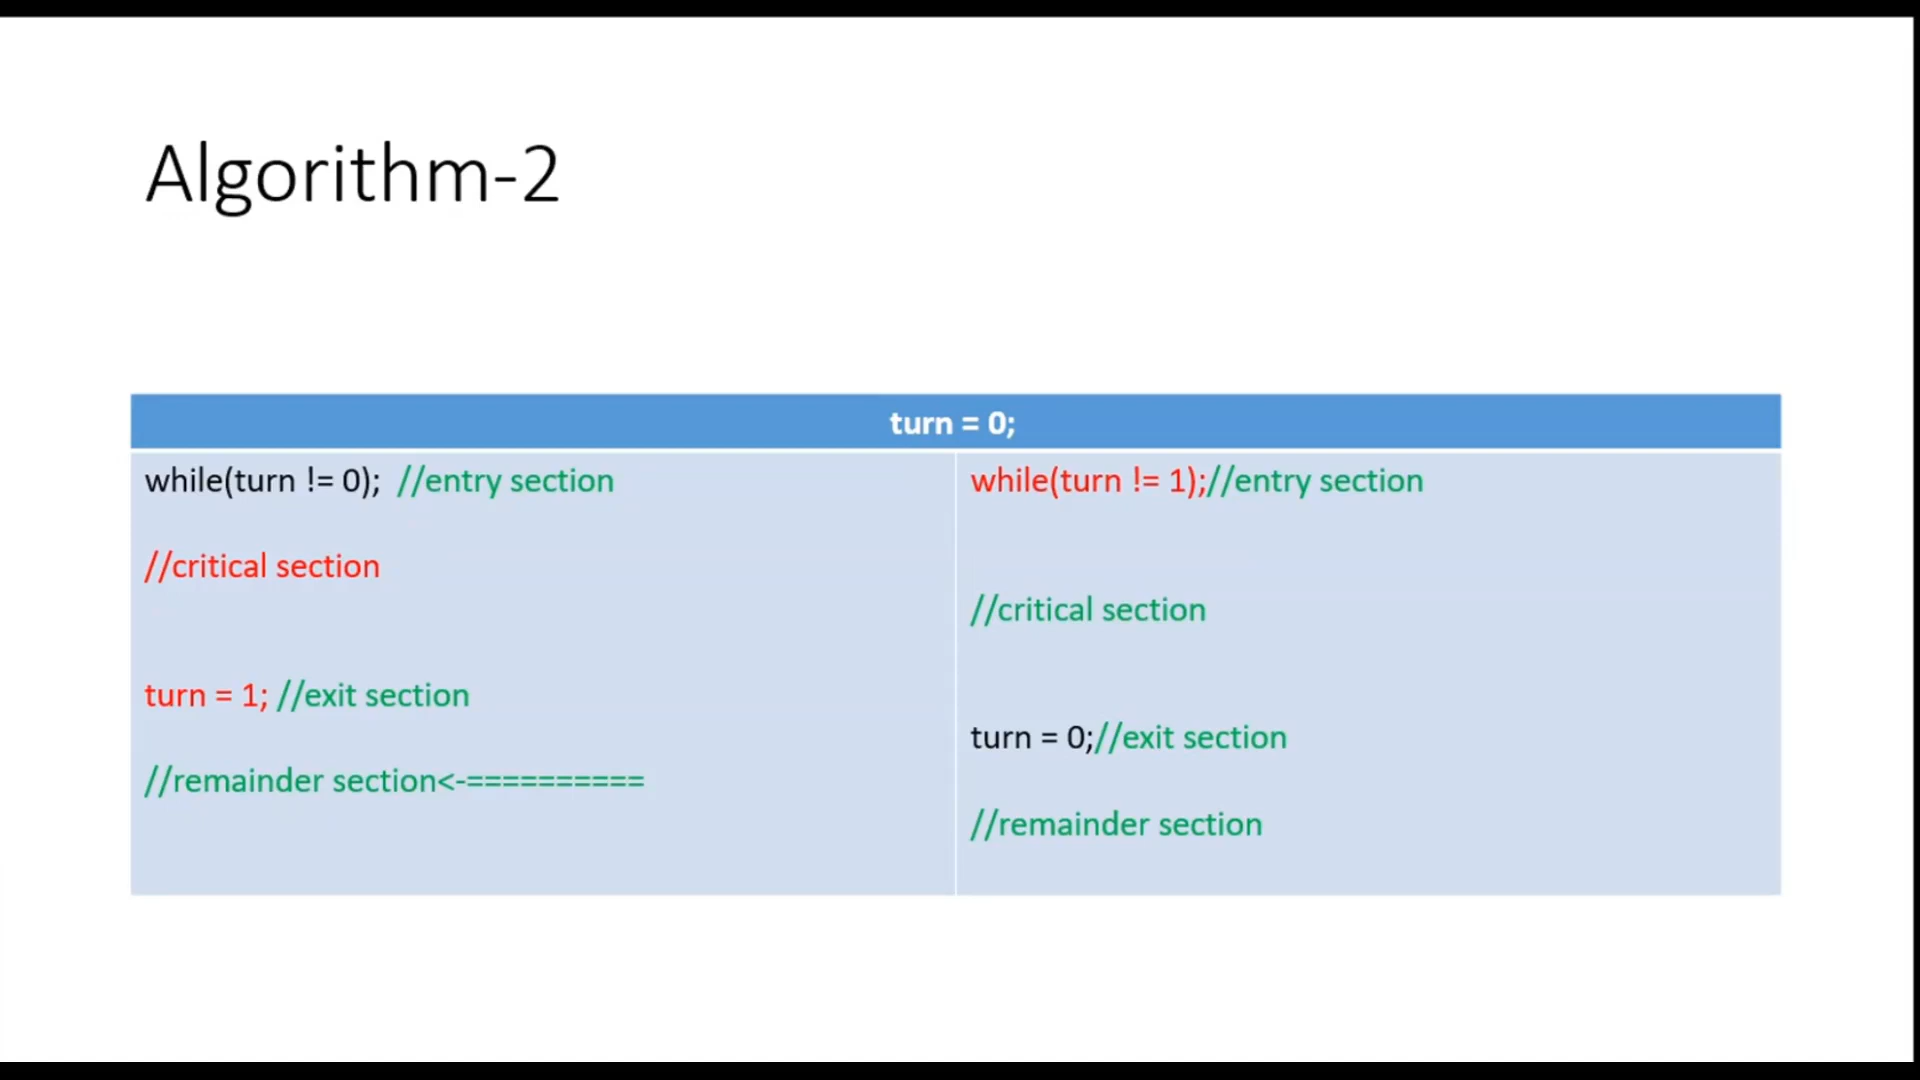 Algorithm-2
turn = 0;
while(turn != 0);  //entry section
//critical section
turn = 1; //exit section
//remainder section<-==========
while(turn != 1);//entry section
//critical section
turn = 0;//exit section
//remainder section